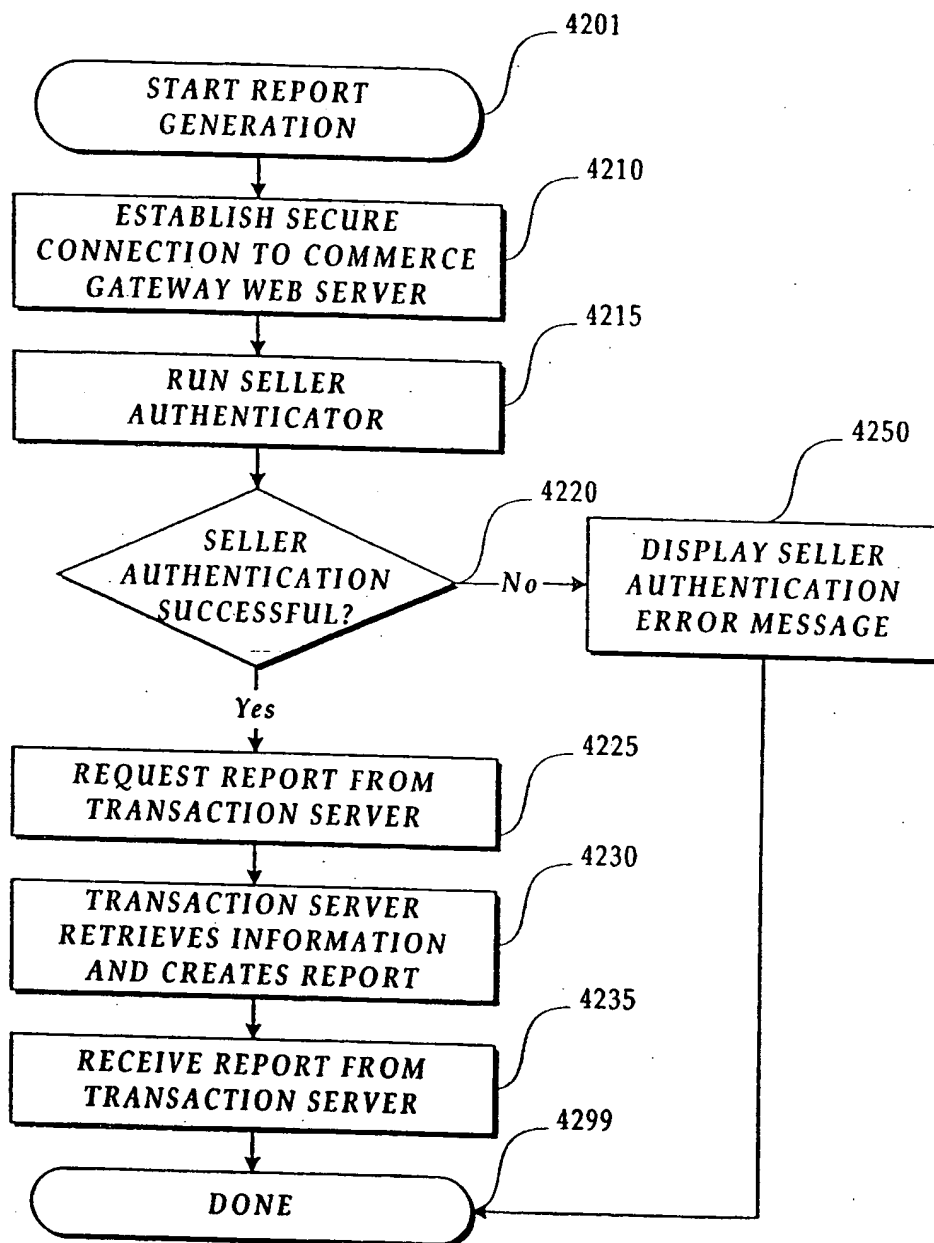 4201
START REPORT
GENERATION
4210
ESTABLISH SECURE
CONNECTION TO COMMERCE
GATEWAY WEB SERVER
4215
RUN SELLER
AUTHENTICATOR
4250
4220
SELLER
AUTHENTICATION
SUCCESSFUL?
No
DISPLAY SELLER
AUTHENTICATION
ERROR MESSAGE
Yes
4225
REQUEST REPORT FROM
TRANSACTION SERVER
4230
TRANSACTION SERVER
RETRIEVES INFORMATION
AND CREATES REPORT
4235
RECEIVE REPORT FROM
TRANSACTION SERVER
4299
DONE